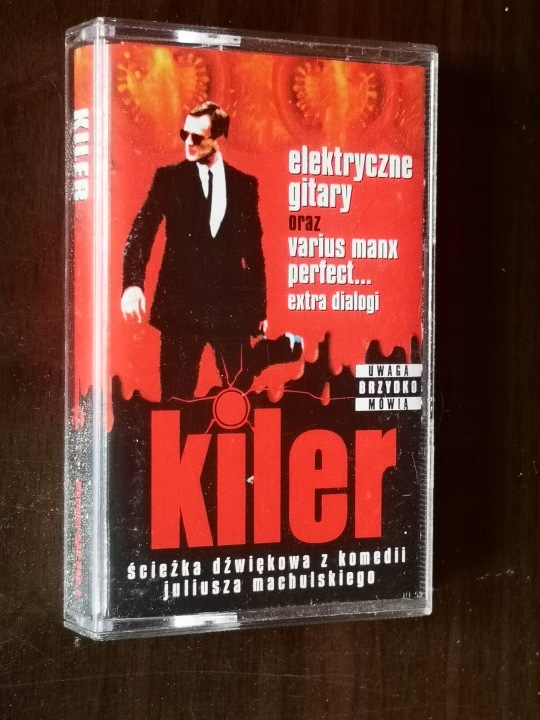 KILER
elektryczne
gitary
oraz
varius manx
perfect...
extra dialogi
UWAGA
BRZYDKO
MÓWIĄ
kiler
ścieżka dźwiękowa z komedii
juliusza machulskiego